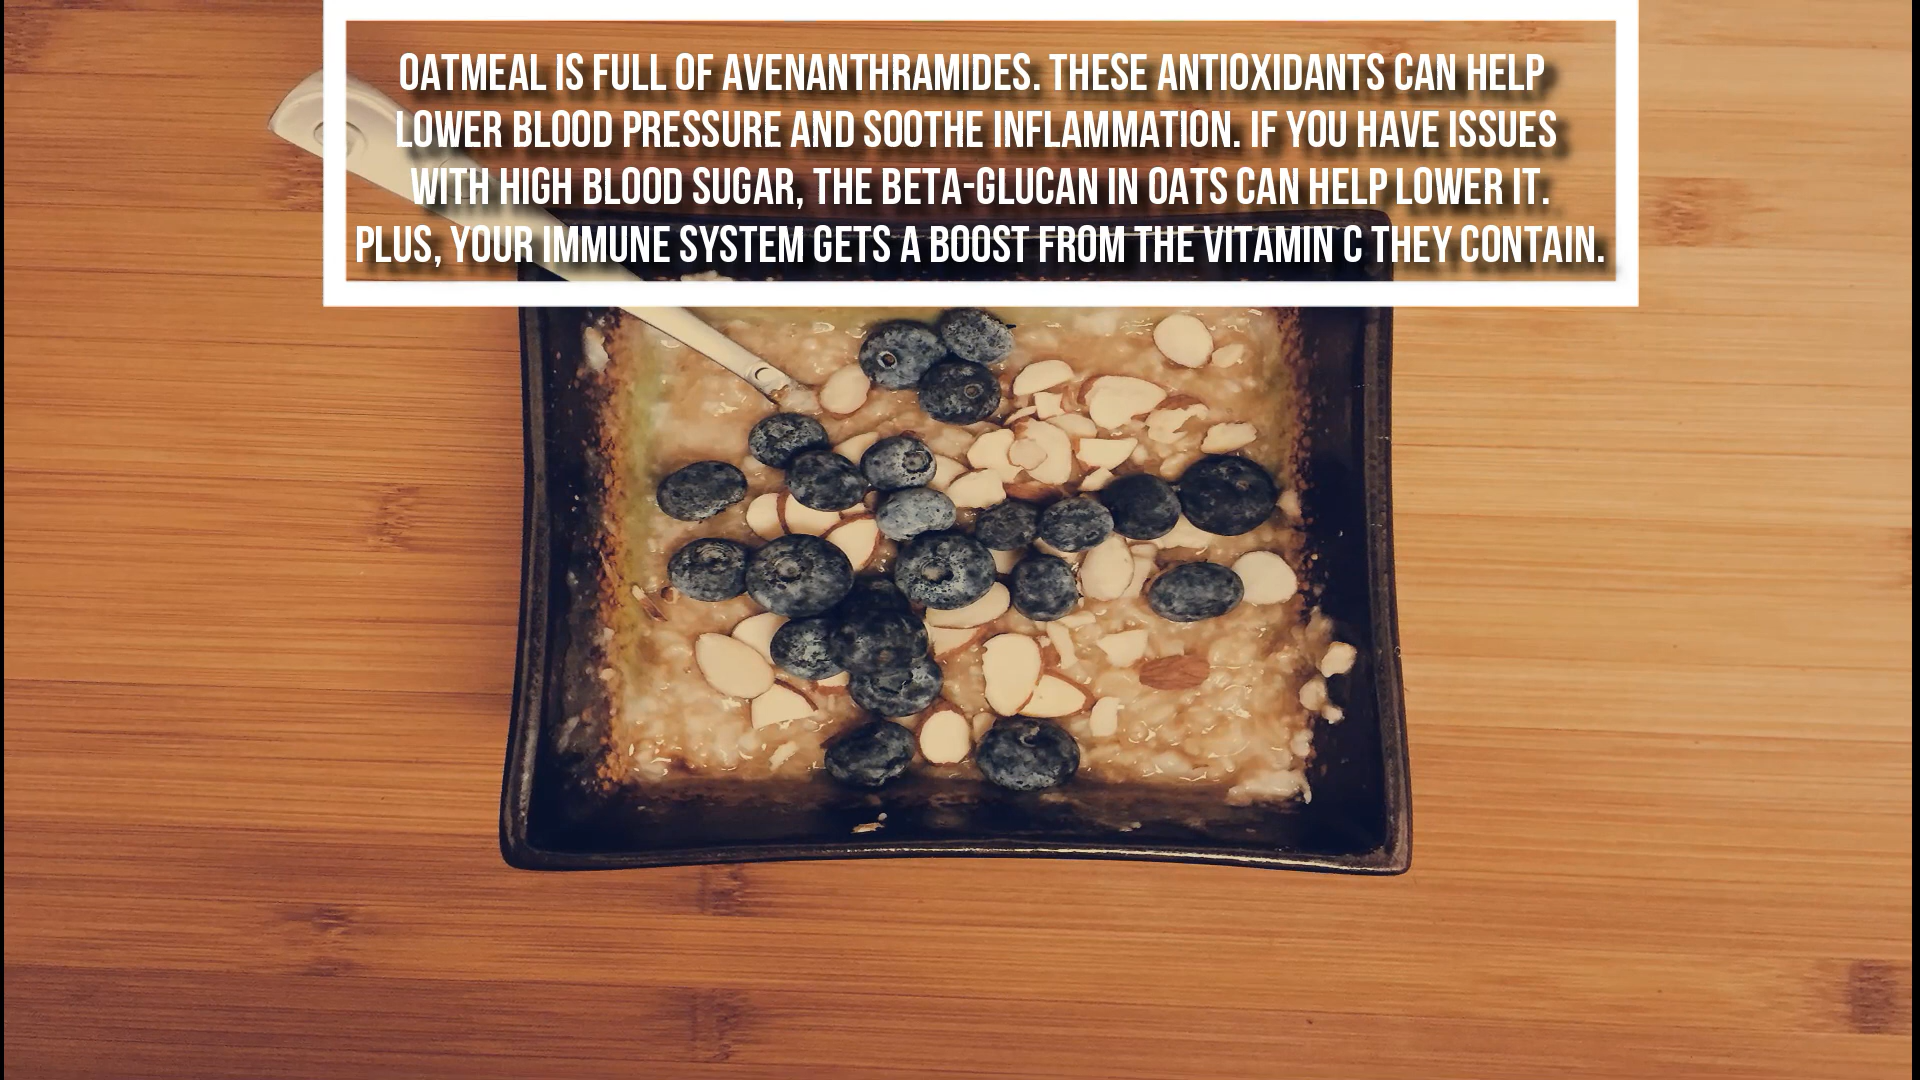 OATMEAL IS FULL OF AVENANTHRAMIDES. THESE ANTIOXIDANTS CAN HELP
LOWER BLOOD PRESSURE AND SOOTHE INFLAMMATION. IF YOU HAVE ISSUES
WITH HIGH BLOOD SUGAR, THE BETA-GLUCAN IN OATS CAN HELP LOWER IT.
PLUS, YOUR IMMUNE SYSTEM GETS A BOOST FROM THE VITAMIN C THEY CONTAIN.